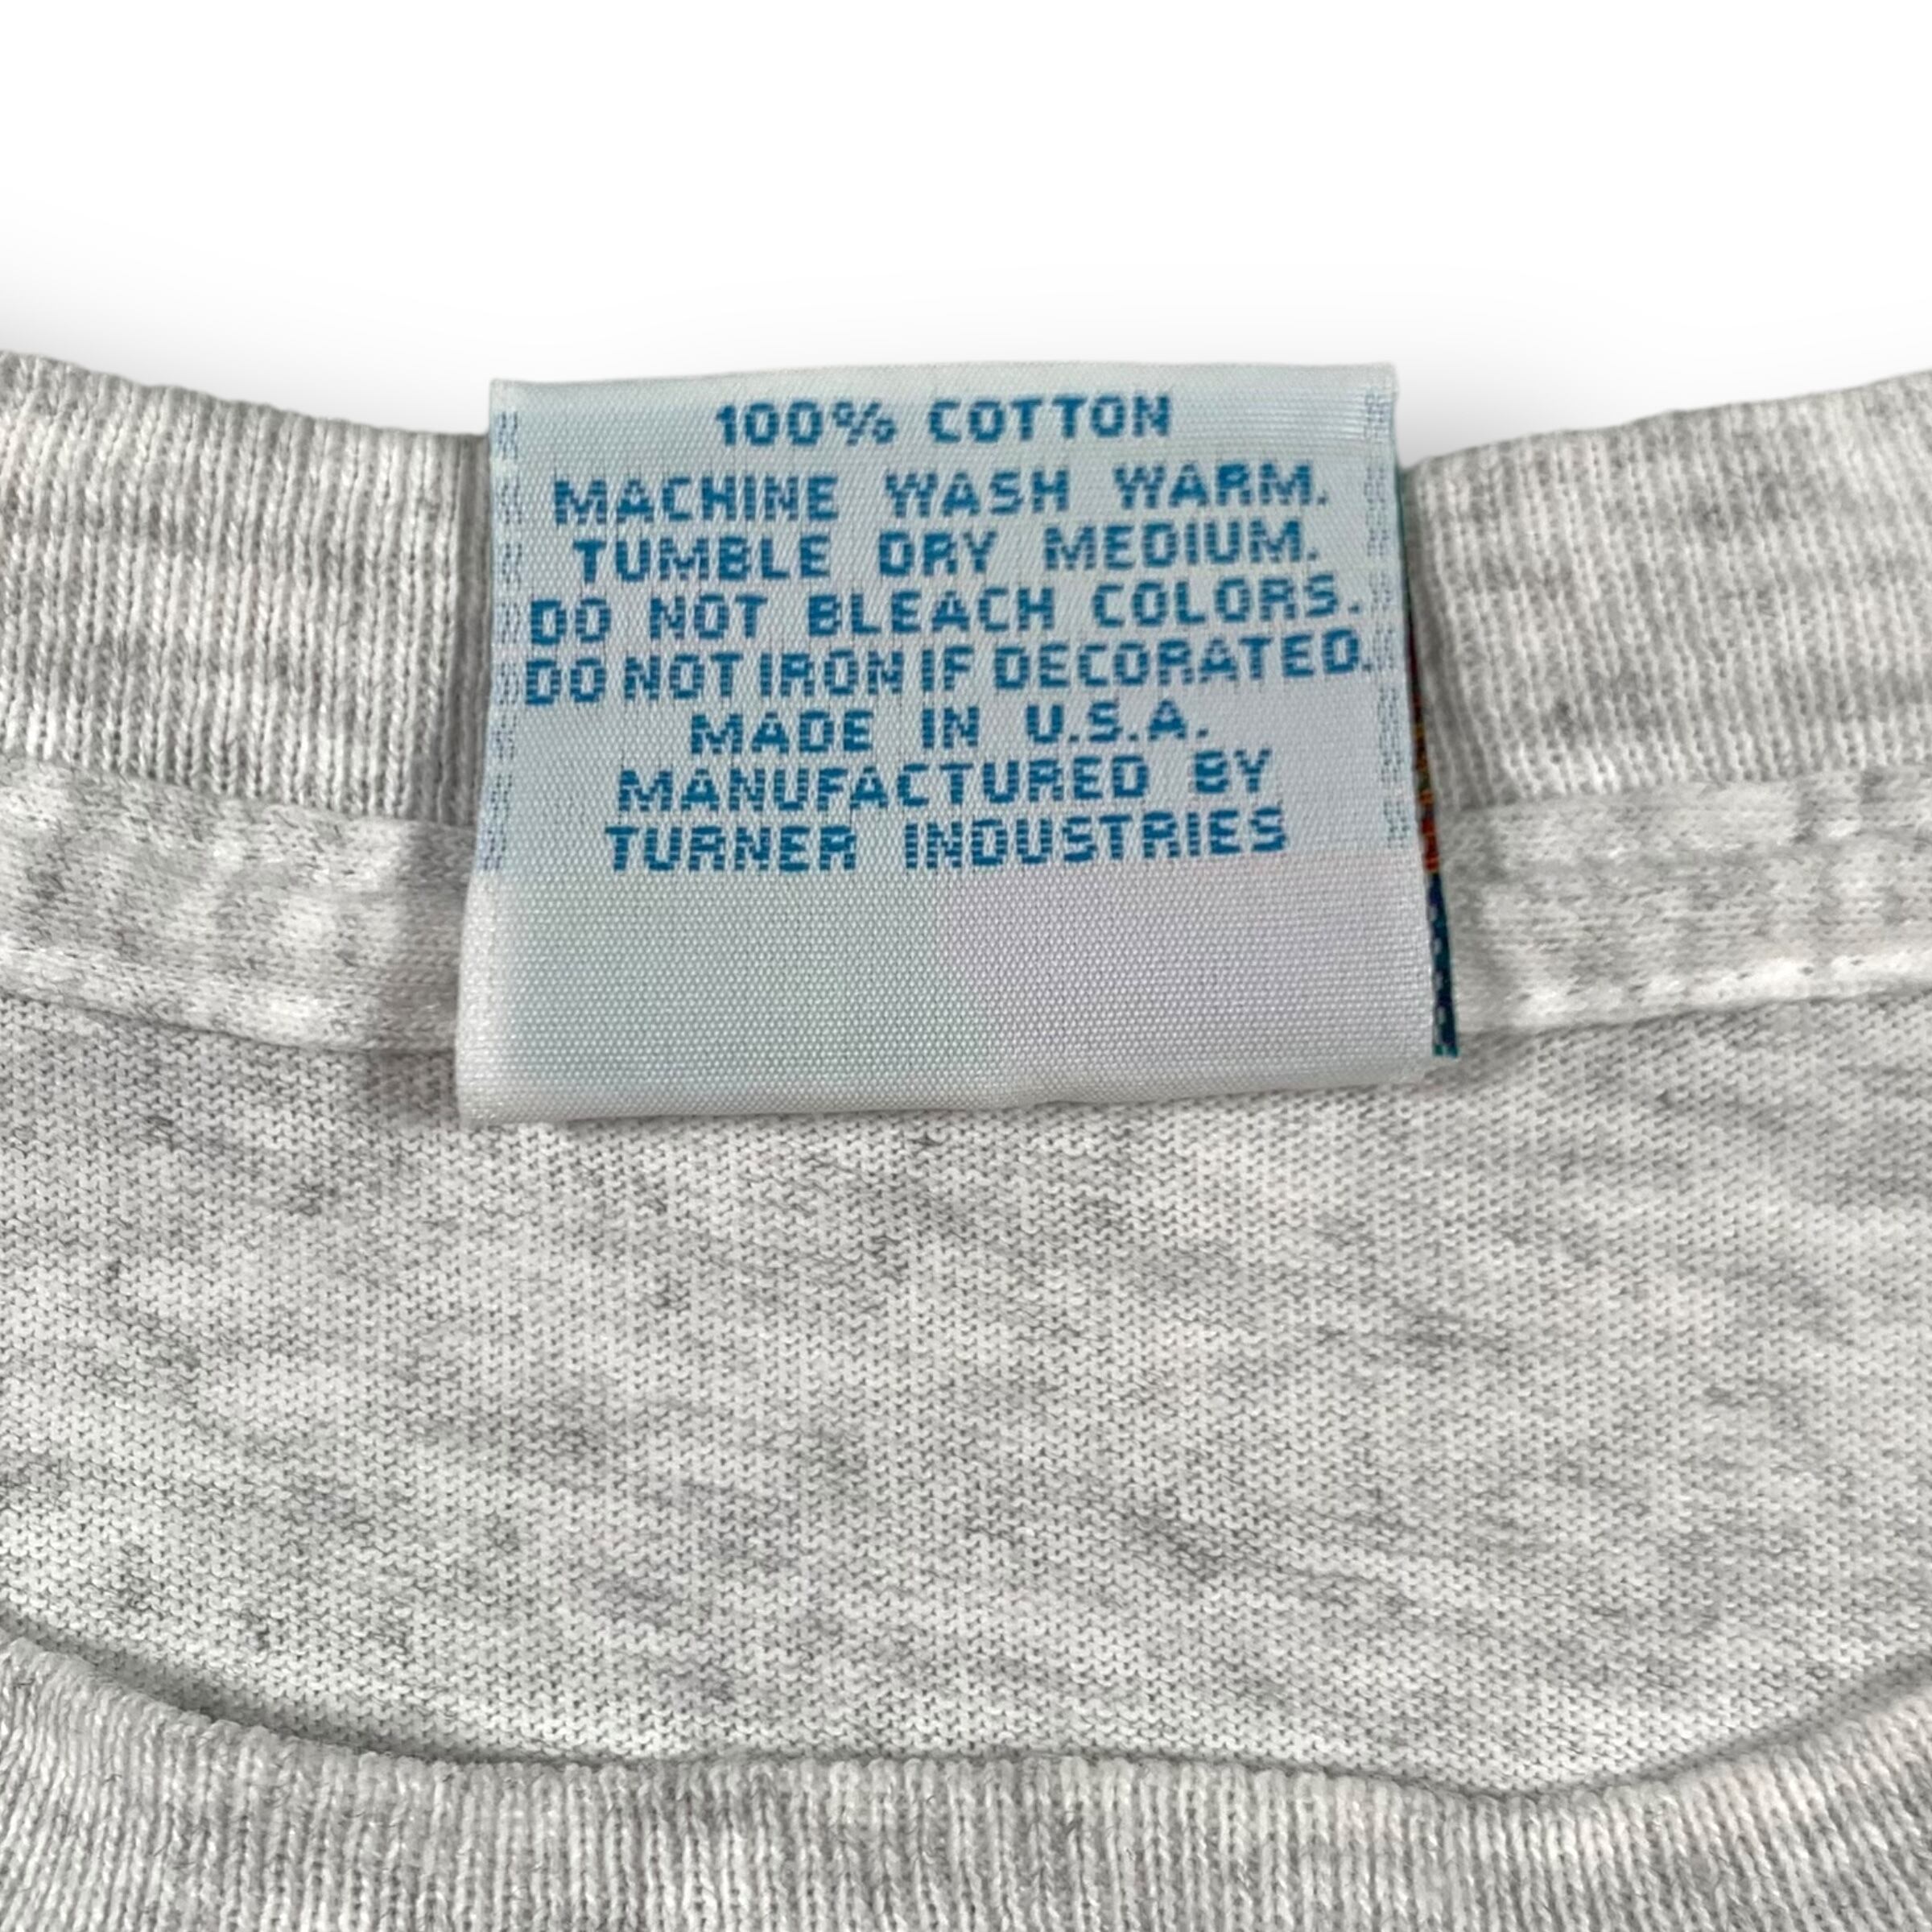 100% COTTON
MACHINE WASH WARM.
TUMBLE DRY MEDIUM.
DO NOT BLEACH COLORS.
DO NOT IRON IF DECORATED.
MADE IN U.S.A.
MANUFACTURED BY
TURNER INDUSTRIES